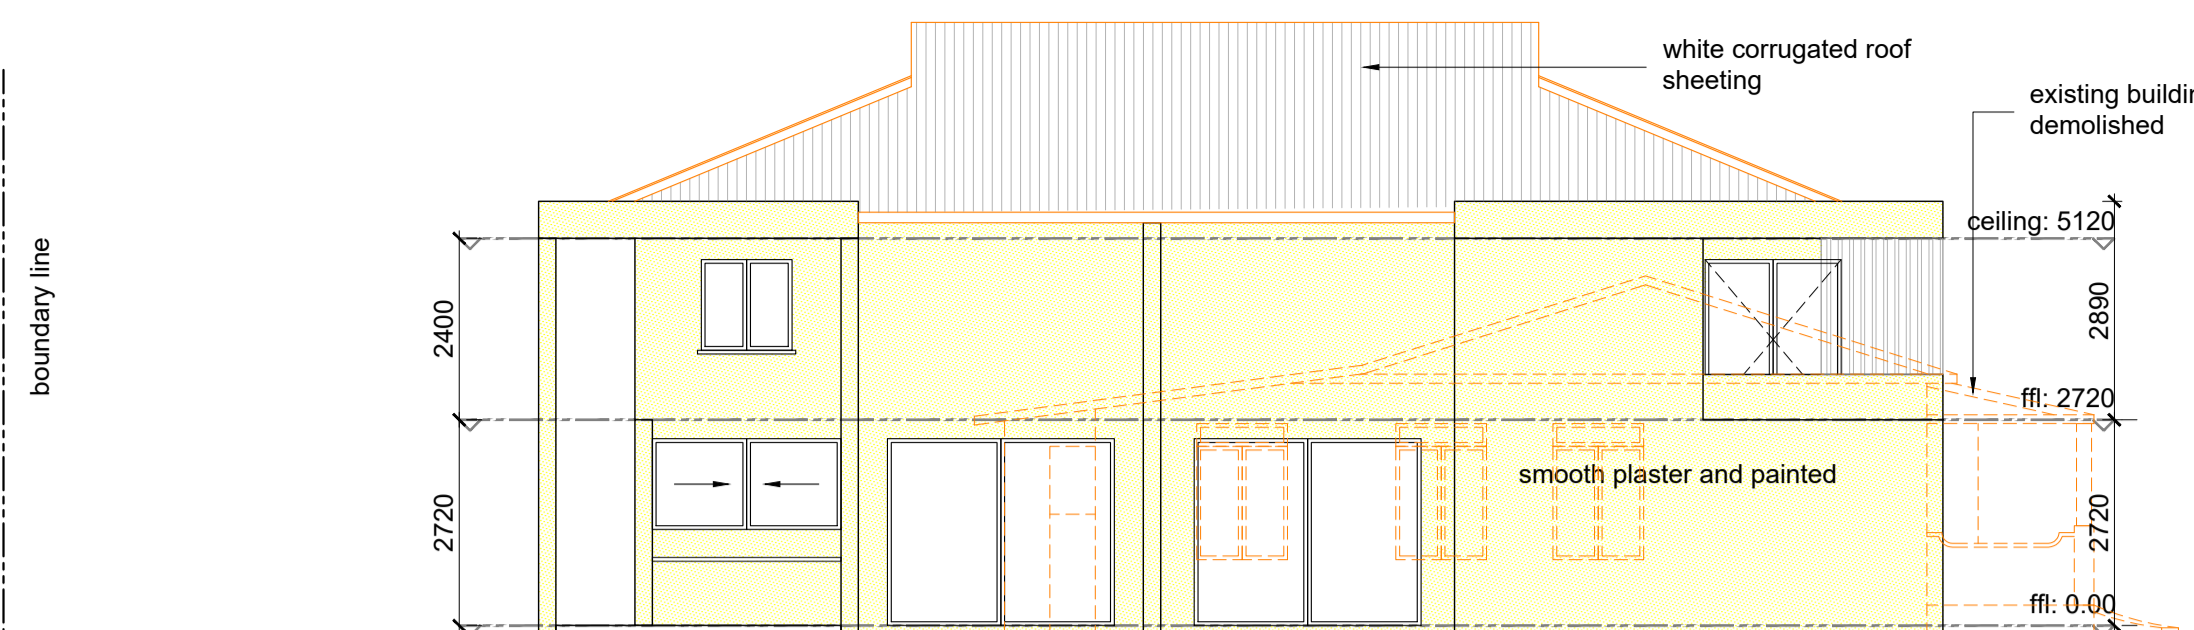 white corrugated roof
sheeting
existing
demolished
boundary line
ceiling: 5120
2400
2890
ffl: 2720
smooth plaster and painted
2720
2720
ffl: 0.00